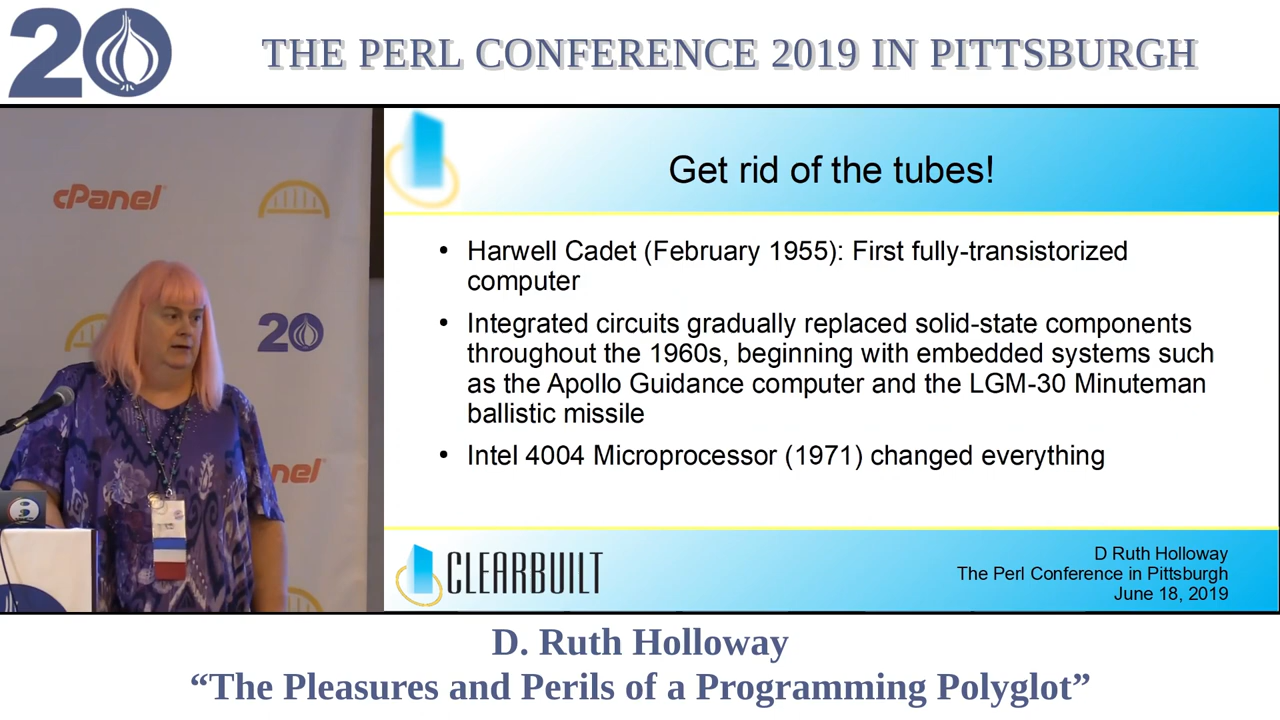 20
THE PERL CONFERENCE 2019 IN PITTSBURGH
cPanel
20
nel
Get rid of the tubes!
• Harwell Cadet (February 1955): First fully-transistorized
computer
• Integrated circuits gradually replaced solid-state components
throughout the 1960s, beginning with embedded systems such
as the Apollo Guidance computer and the LGM-30 Minuteman
ballistic missile
• Intel 4004 Microprocessor (1971) changed everything
CLEARBUILT
D Ruth Holloway
The Perl Conference in Pittsburgh
June 18, 2019
D. Ruth Holloway
“The Pleasures and Perils of a Programming Polyglot”